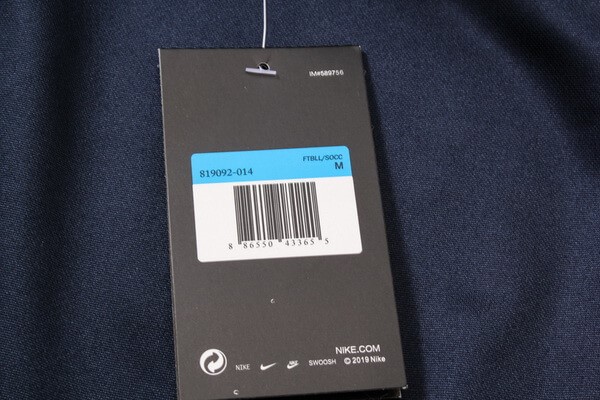 IM#589756
FTBLL/SOCC
819092-014 M
8 86550 43365 5
NIKE.COM
NIKE SWOOSH © 2019 Nike